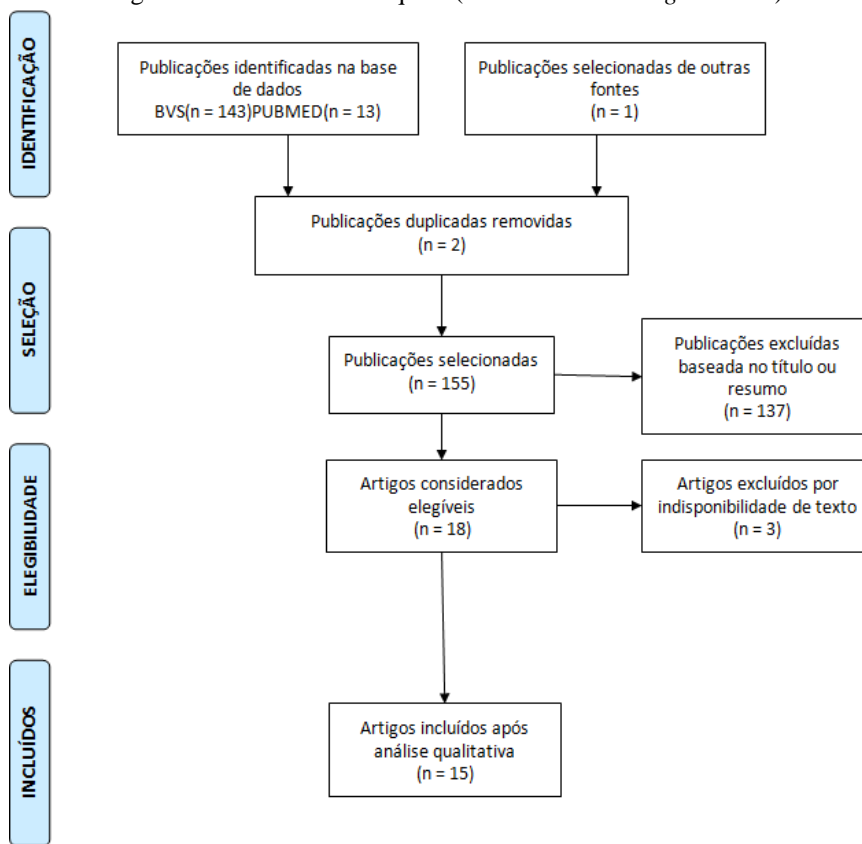 IDENTIFICAÇÃO
Publicações identificadas na base
de dados
BVS(n = 143)PUBMED(n = 13)
Publicações selecionadas de outras
fontes
(n = 1)
Publicações duplicadas removidas
(n = 2)
SELEÇÃO
Publicações selecionadas
(n = 155)
Publicações excluídas
baseada no título ou
resumo
(n = 137)
ELEGIBILIDADE
Artigos considerados
elegíveis
(n = 18)
Artigos excluídos por
indisponibilidade de texto
(n = 3)
INCLUÍDOS
Artigos incluídos após
análise qualitativa
(n = 15)